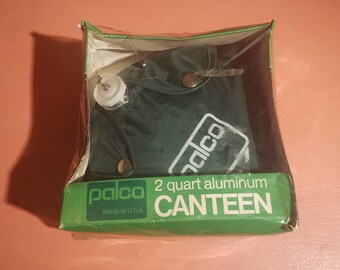 palco
palco
Made in U.S.A.
2 quart aluminum
CANTEEN